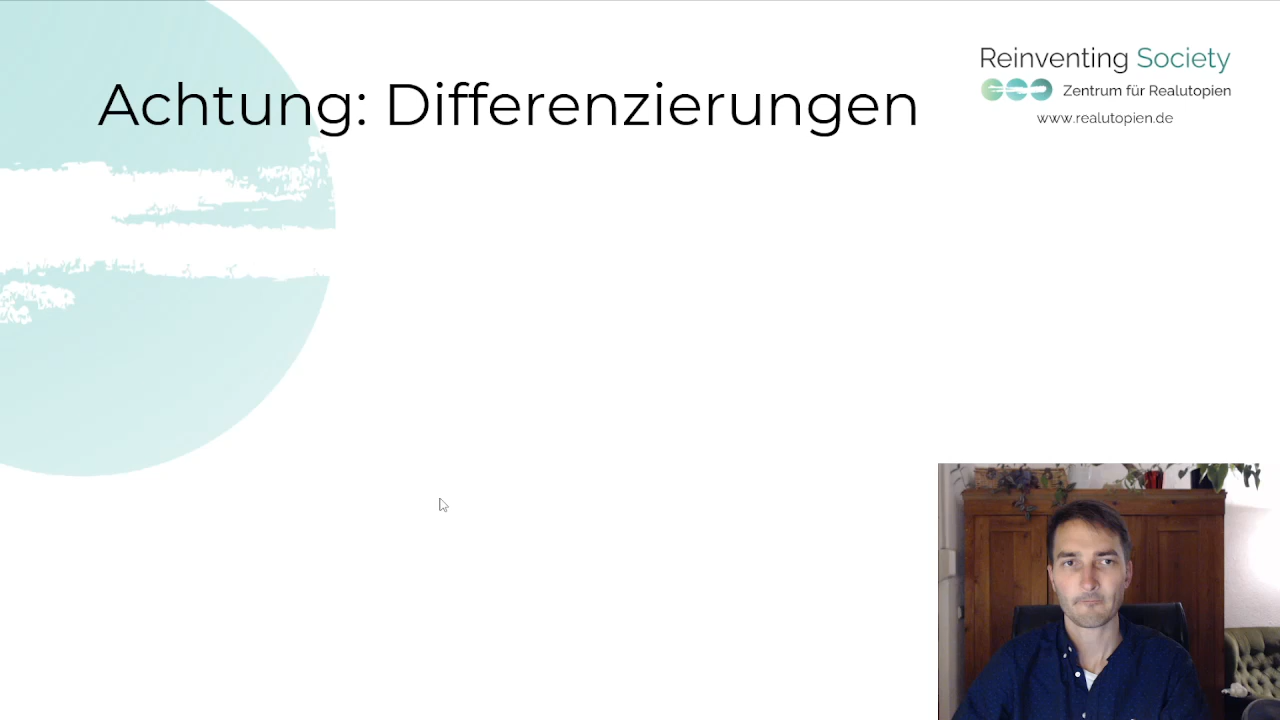 Achtung: Differenzierungen
Reinventing Society
Zentrum für Realutopien
www.realutopien.de